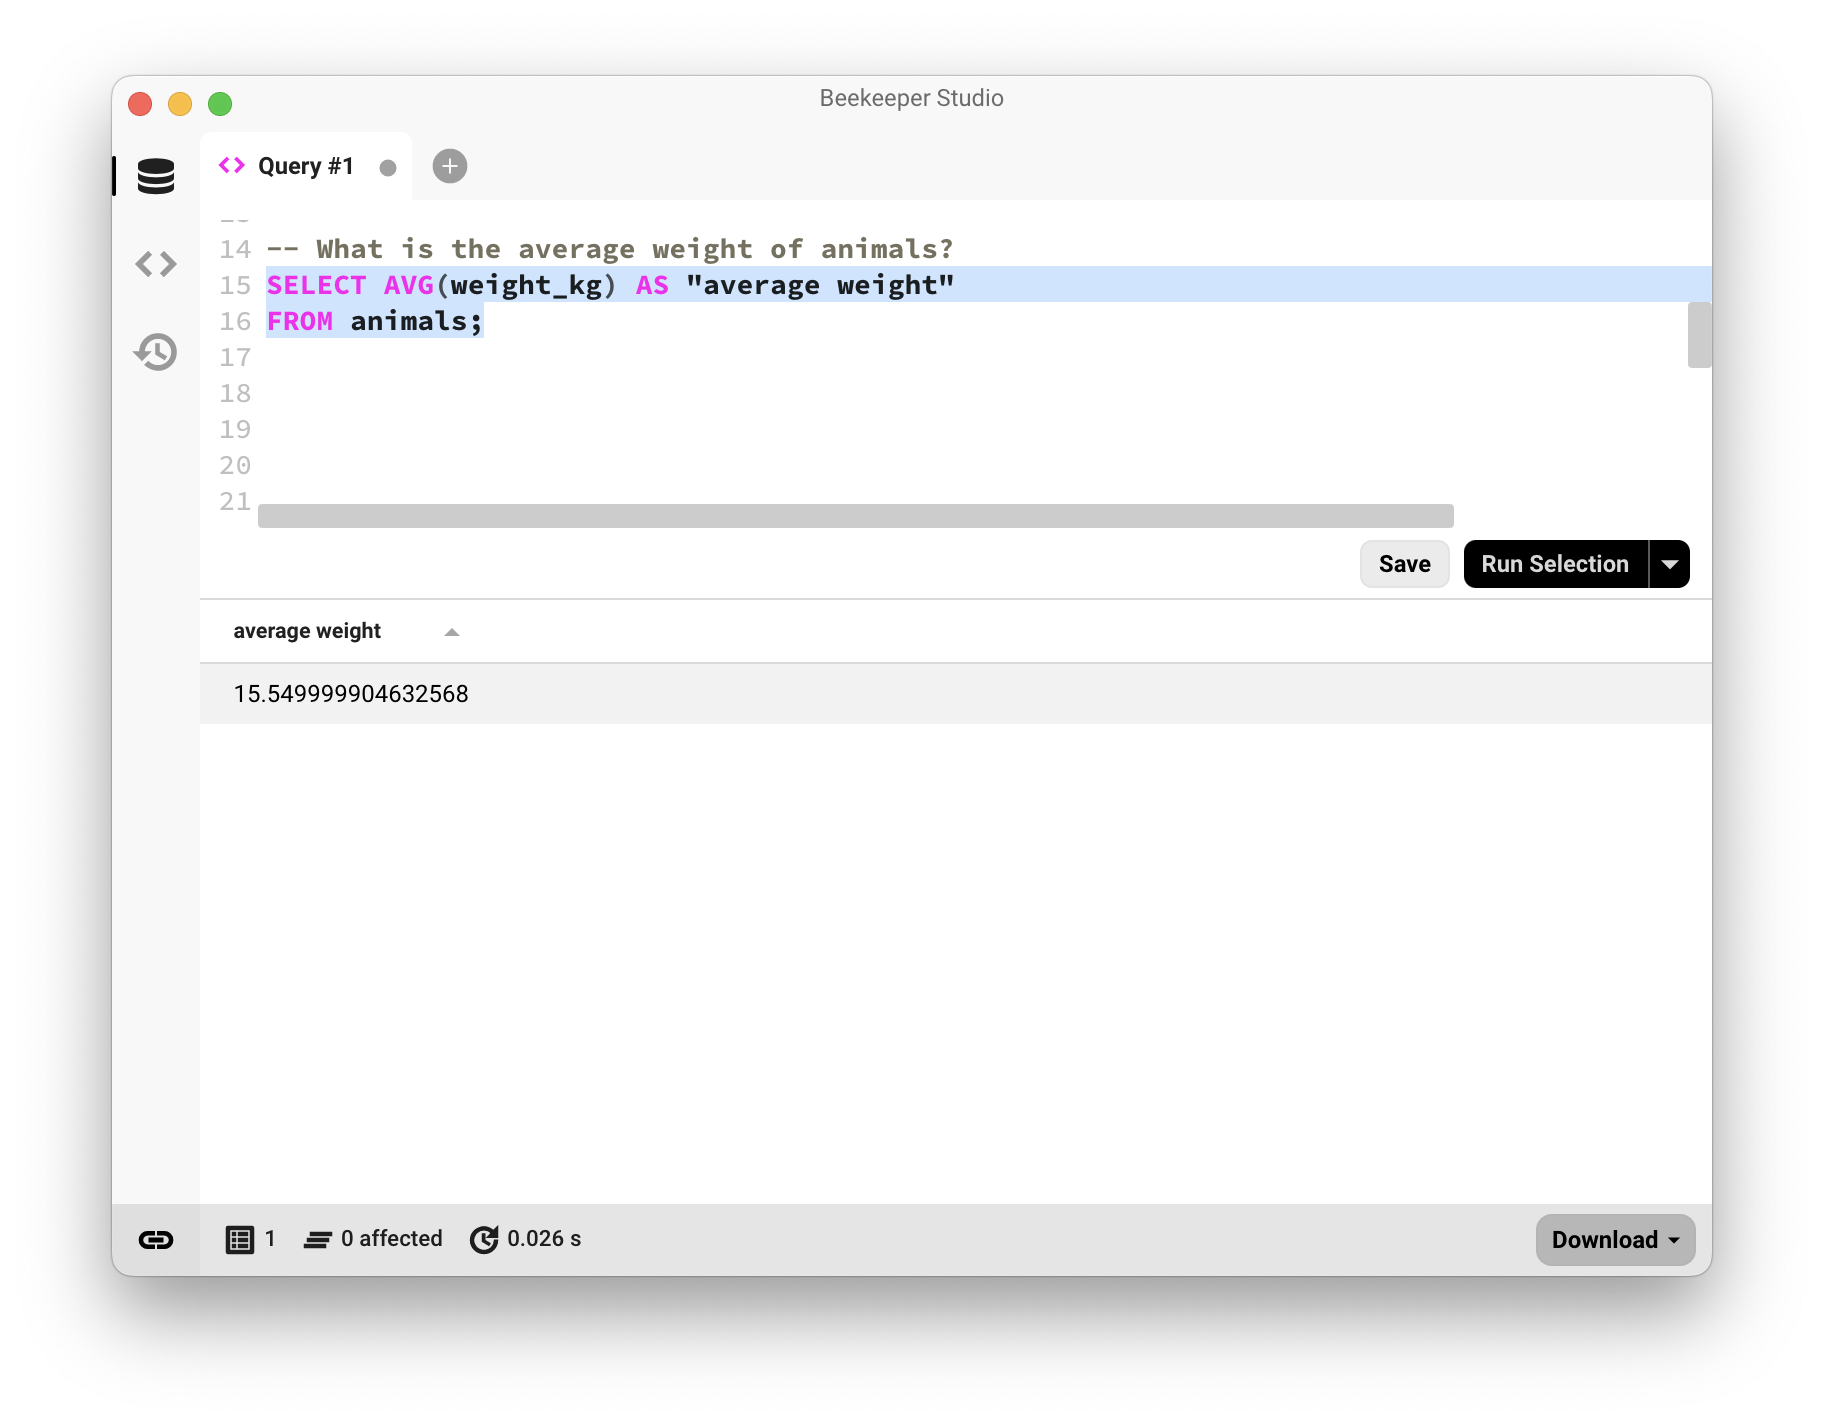 Beekeeper Studio
Query #1
14 -- What is the average weight of animals?
15 SELECT AVG(weight_kg) AS "average weight"
16 FROM animals;
17
18
19
20
21
Save
Run Selection
average weight
15.549999904632568
1
0 affected
0.026 s
Download